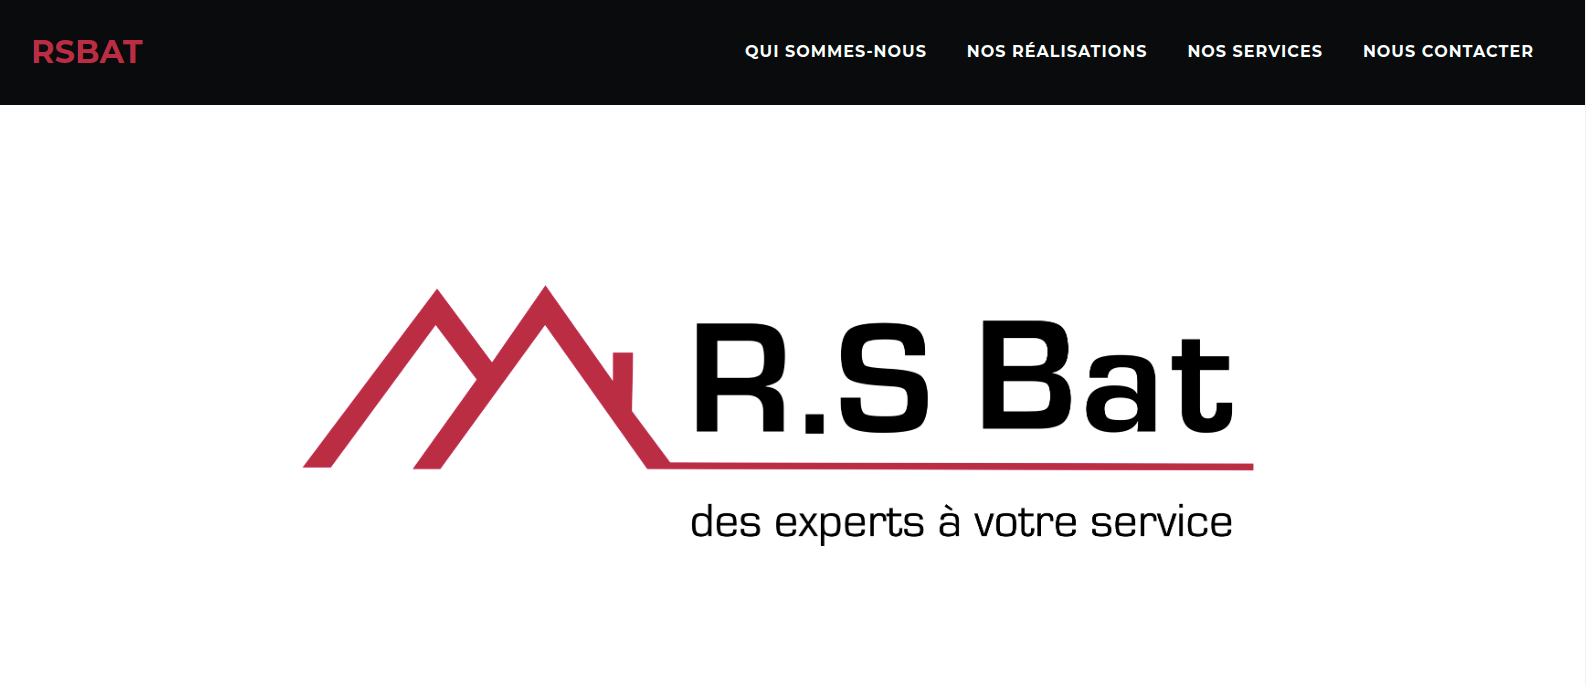 RSBAT
QUI SOMMES-NOUS NOS RÉALISATIONS NOS SERVICES NOUS CONTACTER
R.S Bat
des experts à votre service